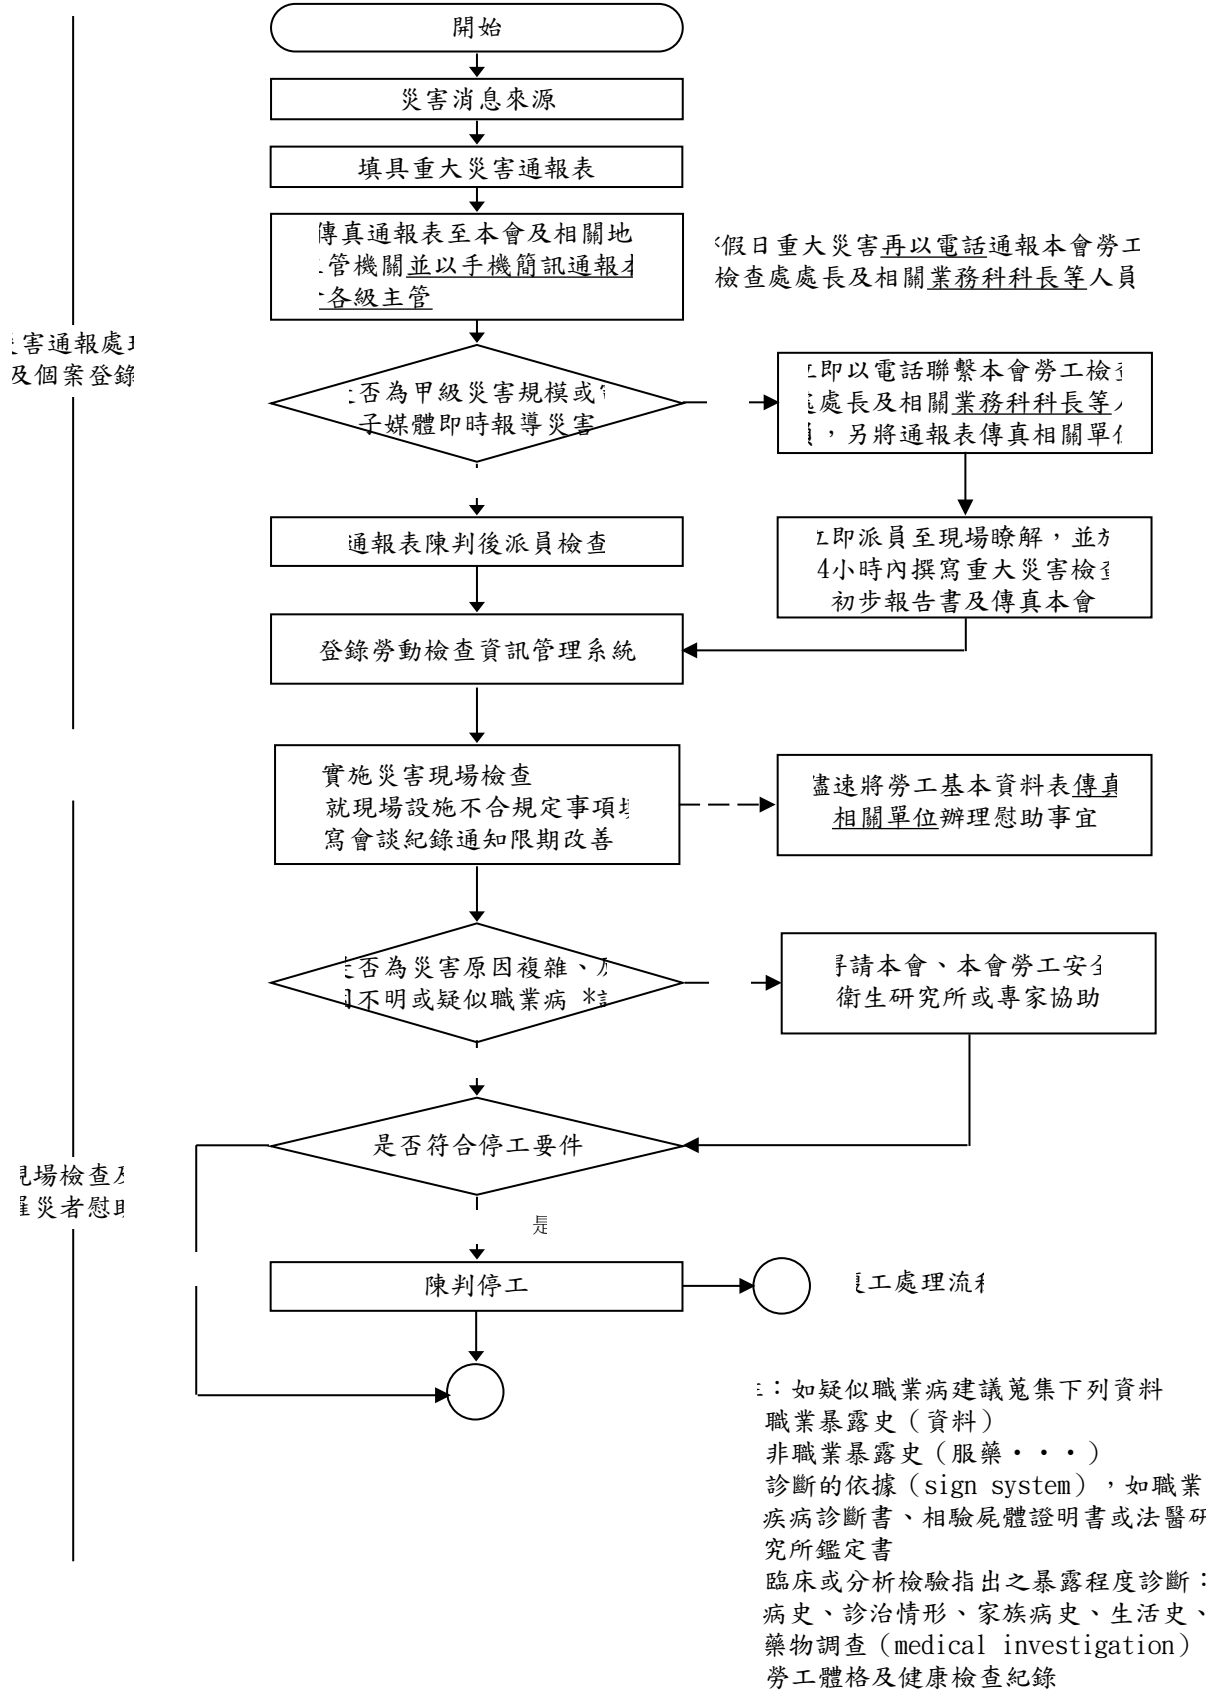 開始
災害消息來源
填具重大災害通報表
傳真通報表至本會及相關地
管機關並以手機簡訊通報
各級主管
假日重大災害再以電話通報本會勞工
檢查處處長及相關業務科科長等人員
害通報處
及個案登錄
否為甲級災害規模或
子媒體即時報導災害
即以電話聯繫本會勞工檢
處長及相關業務科科長等
,另將通報表傳真相關單
通報表陳判後派員檢查
即派員至現場瞭解,並
4小時內撰寫重大災害檢
初步報告書及傳真本會
登錄勞動檢查資訊管理系統
實施災害現場檢查
就現場設施不合規定事項
寫會談紀錄通知限期改善
速將勞工基本資料表傳真
相關單位辦理慰助事宜
否為災害原因複雜、
不明或疑似職業病 *
請本會、本會勞工安全
衛生研究所或專家協助
是否符合停工要件
場檢查
災者慰
是
陳判停工
工處理流
:如疑似職業病建議蒐集下列資料
職業暴露史(資料)
非職業暴露史(服藥・・・)
診斷的依據(sign system),如職業
疾病診斷書、相驗屍體證明書或法醫研
究所鑑定書
臨床或分析檢驗指出之暴露程度診斷:
病史、診治情形、家族病史、生活史、
藥物調查(medical investigation)
勞工體格及健康檢查紀錄